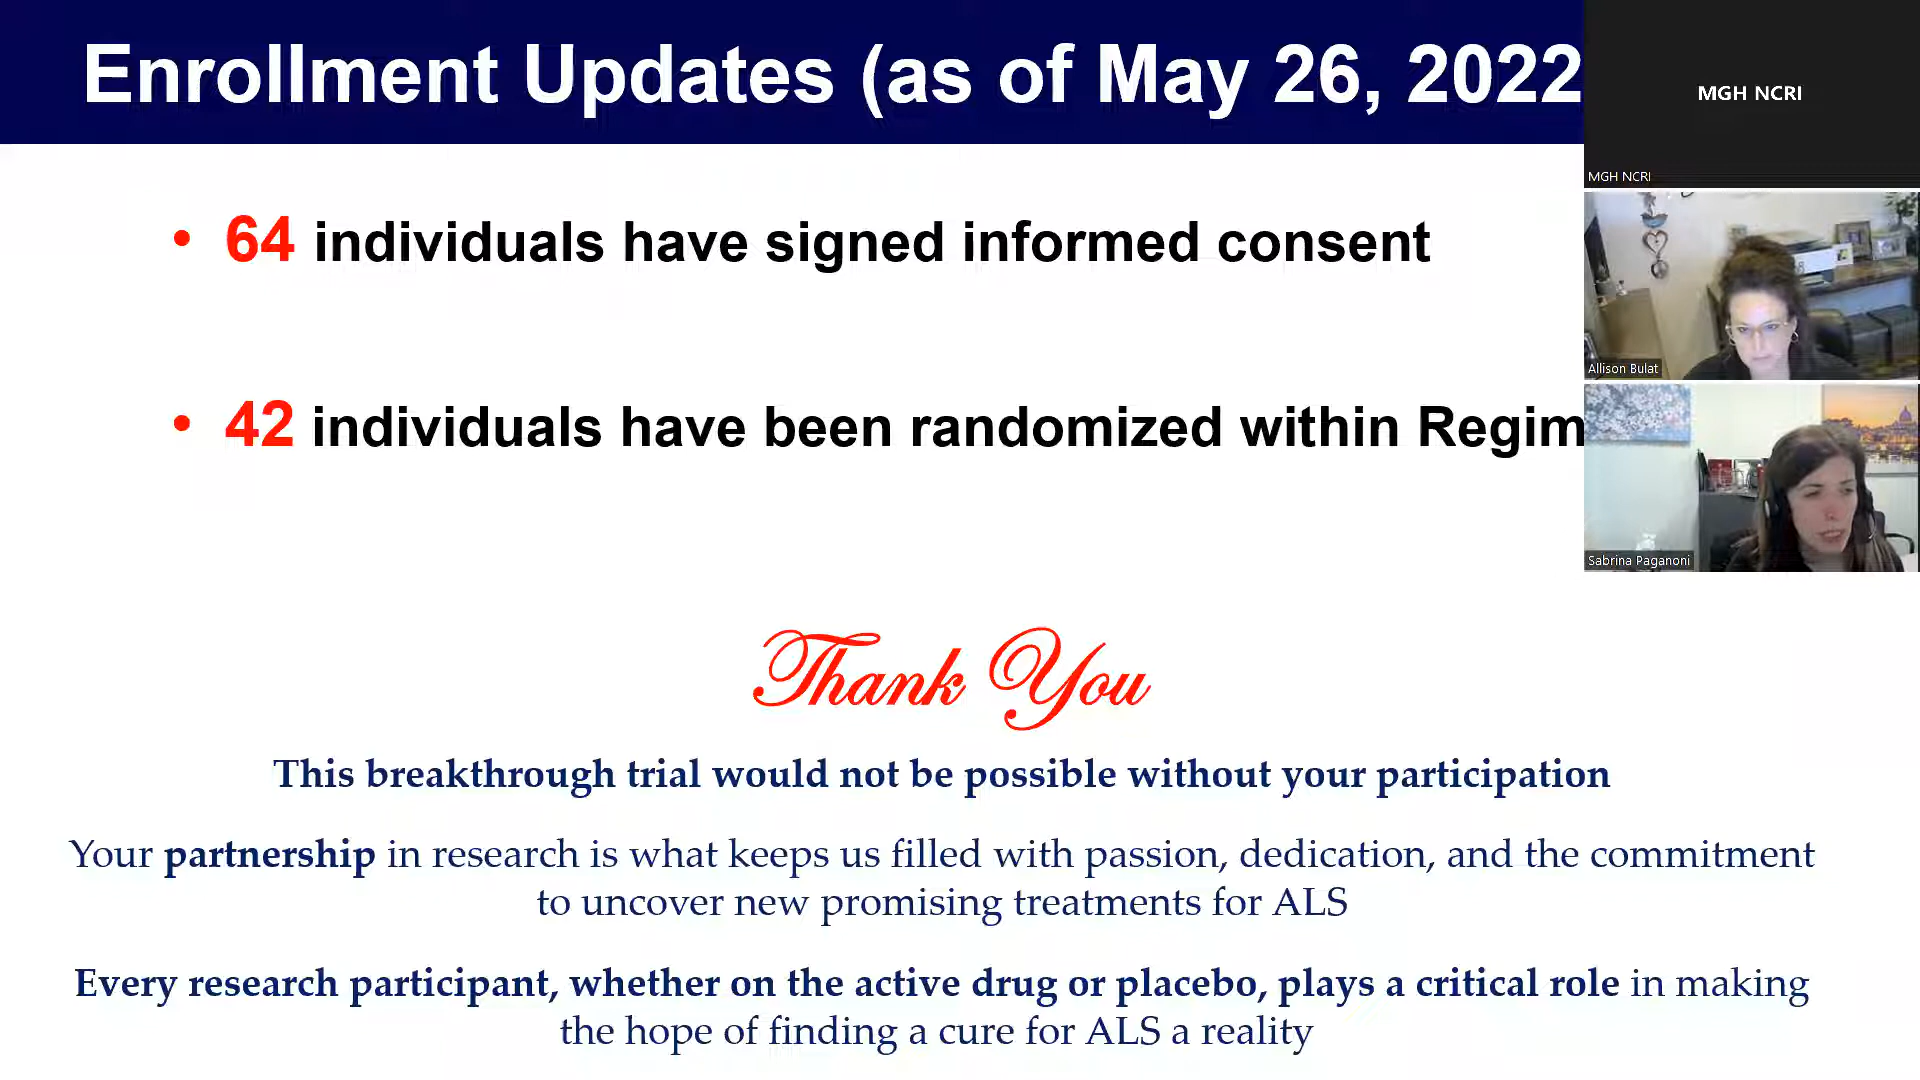 Enrollment Updates (as of May 26, 2022
MGH NCRI
MGH NCRI
• 64 individuals have signed informed consent
Allison Bulat
• 42 individuals have been randomized within Regim
Sabrina Paganoni
Thank You
This breakthrough trial would not be possible without your participation
Your partnership in research is what keeps us filled with passion, dedication, and the commitment
to uncover new promising treatments for ALS
Every research participant, whether on the active drug or placebo, plays a critical role in making
the hope of finding a cure for ALS a reality